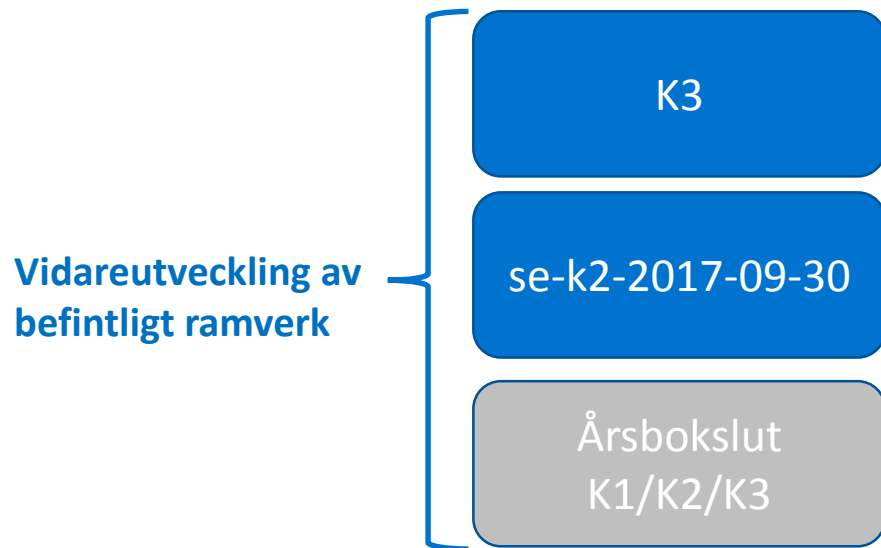 K3
Vidareutveckling av
befintligt ramverk
se-k2-2017-09-30
Årsbokslut
K1/K2/K3